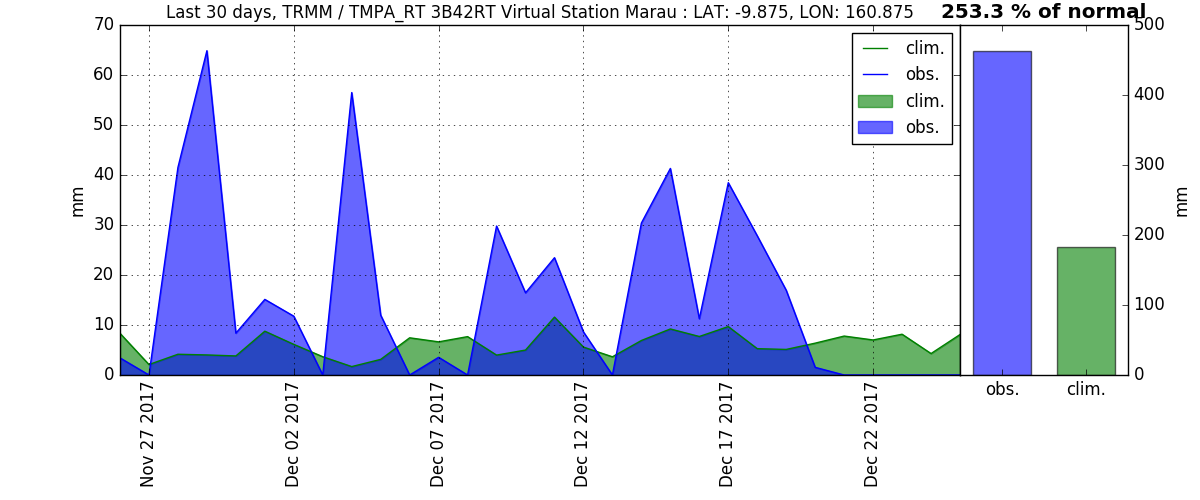 Last 30 days, TRMM / TMPA_RT 3B42RT Virtual Station Marau : LAT: -9.875, LON: 160.875
253.3 % of normal
70
60
50
40
30
20
10
0
mm
clim.
obs.
clim.
obs.
500
400
300
200
100
0
mm
Nov 27 2017
Dec 02 2017
Dec 07 2017
Dec 12 2017
Dec 17 2017
Dec 22 2017
obs.
clim.